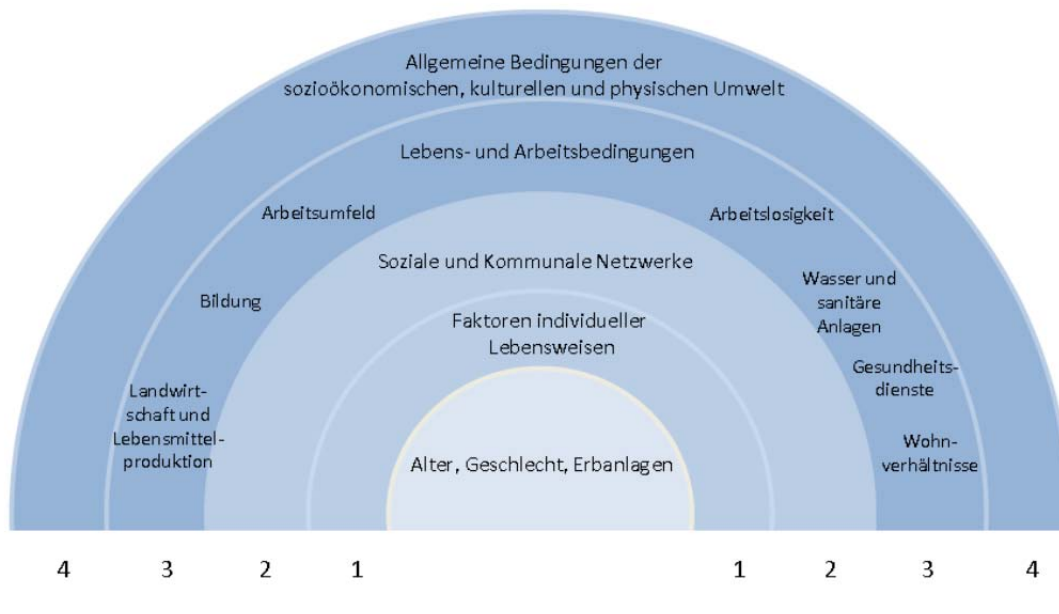 Allgemeine Bedingungen der
sozioökonomischen, kulturellen und physischen Umwelt
Lebens- und Arbeitsbedingungen
Arbeitsumfeld
Arbeitslosigkeit
Soziale und Kommunale Netzwerke
Bildung
Wasser und
sanitäre
Anlagen
Faktoren individueller
Lebensweisen
Gesundheits-
dienste
Landwirt-
schaft und
Lebensmittel-
produktion
Wohn-
verhältnisse
Alter, Geschlecht, Erbanlagen
4 3 2 1 1 2 3 4